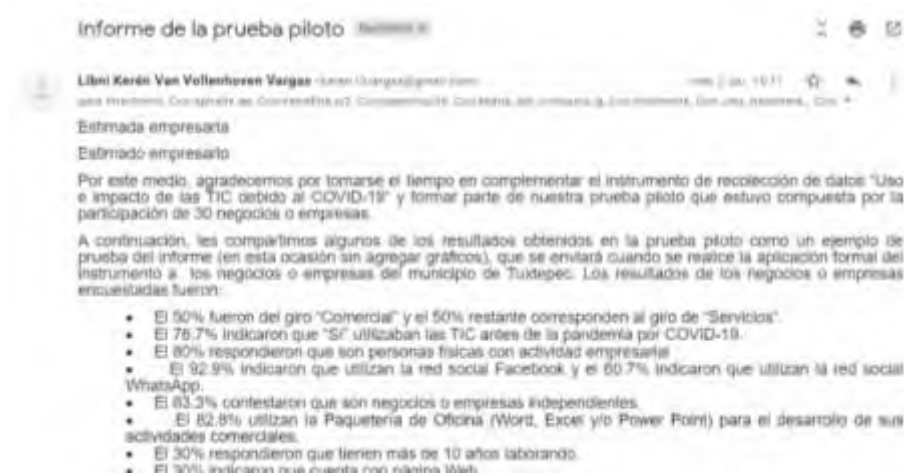 Informe de la prueba piloto
Libni Kerén Van Vollenhoven Vargas
Estimada empresaria
Estimado empresario
Por este medio, agradecemos por tomarse el tiempo en complementar el instrumento de recolección de datos "Uso
e impacto de las TIC debido al COVID-19" y formar parte de nuestra prueba piloto que estuvo compuesta por la
participación de 30 negocios o empresas.
A continuación, les compartimos algunos de los resultados obtenidos en la prueba piloto como un ejemplo de
prueba del informe (en esta ocasión sin agregar gráficos), que se enviará cuando se realice la aplicación formal del
instrumento a los negocios o empresas del municipio de Tuxtepec. Los resultados de los negocios o empresas
encuestadas fueron:
• El 50% fueron del giro "Comercial" y el 50% restante corresponden al giro de "Servicios".
• El 76.7% indicaron que "Si" utilizaban las TIC antes de la pandemia por COVID-19.
• El 80% respondieron que son personas físicas con actividad empresarial
• El 92.9% indicaron que utilizan la red social Facebook y el 60.7% indicaron que utilizan la red social
WhatsApp.
• El 83.3% contestaron que son negocios o empresas independientes.
• El 82.8% utilizan la Paquetería de Oficina (Word, Excel y/o Power Point) para el desarrollo de sus
actividades comerciales.
• El 30% respondieron que tienen más de 10 años laborando.
• El 30% indicaron que cuenta con página Web.